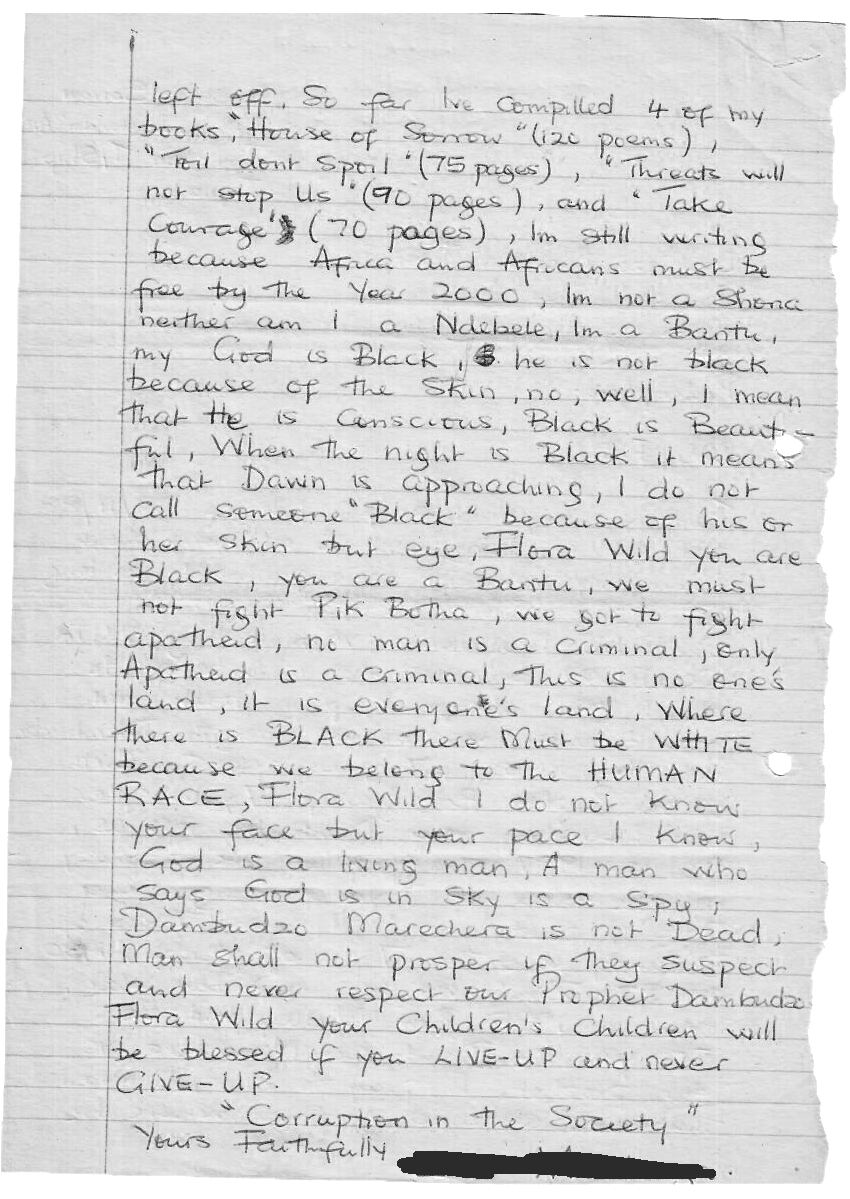 left off. So far Ive Compilled 4 of my
books, "House of Sorrow" (120 poems),
"Toil dont Spoil" (75 pages), "Threats will
not stop Us" (90 pages), and "Take
Courage" (70 pages), Im still writing
because Africa and Africans must be
free by the Year 2000, Im not a Shona
neither am I a Ndebele, Im a Bantu,
my God is Black, he is not black
because of the Skin, no, well, I mean
that He is Conscious, Black is Beauti-
ful, When the night is Black it means
that Dawn is approaching, I do not
Call someone "Black" because of his or
her Skin but eye, Flora Wild you are
Black, you are a Bantu, we must
not fight Pik Botha, we got to fight
apatheid, no man is a criminal, only
Apatheid is a criminal, This is no one's
land, it is everyone's land, Where
there is BLACK there Must be WHITE
because we belong to the HUMAN
RACE, Flora Wild I do not know
your face but your pace I know,
God is a living man, A man who
says God is in Sky is a Spy,
Dambudzo Marechera is not Dead,
Man shall not prosper if they suspect
and never respect our Prophet Dambudzo
Flora Wild your Children's Children will
be blessed if you LIVE-UP and never
GIVE-UP.
"Corruption in the Society"
Yours Faithfully